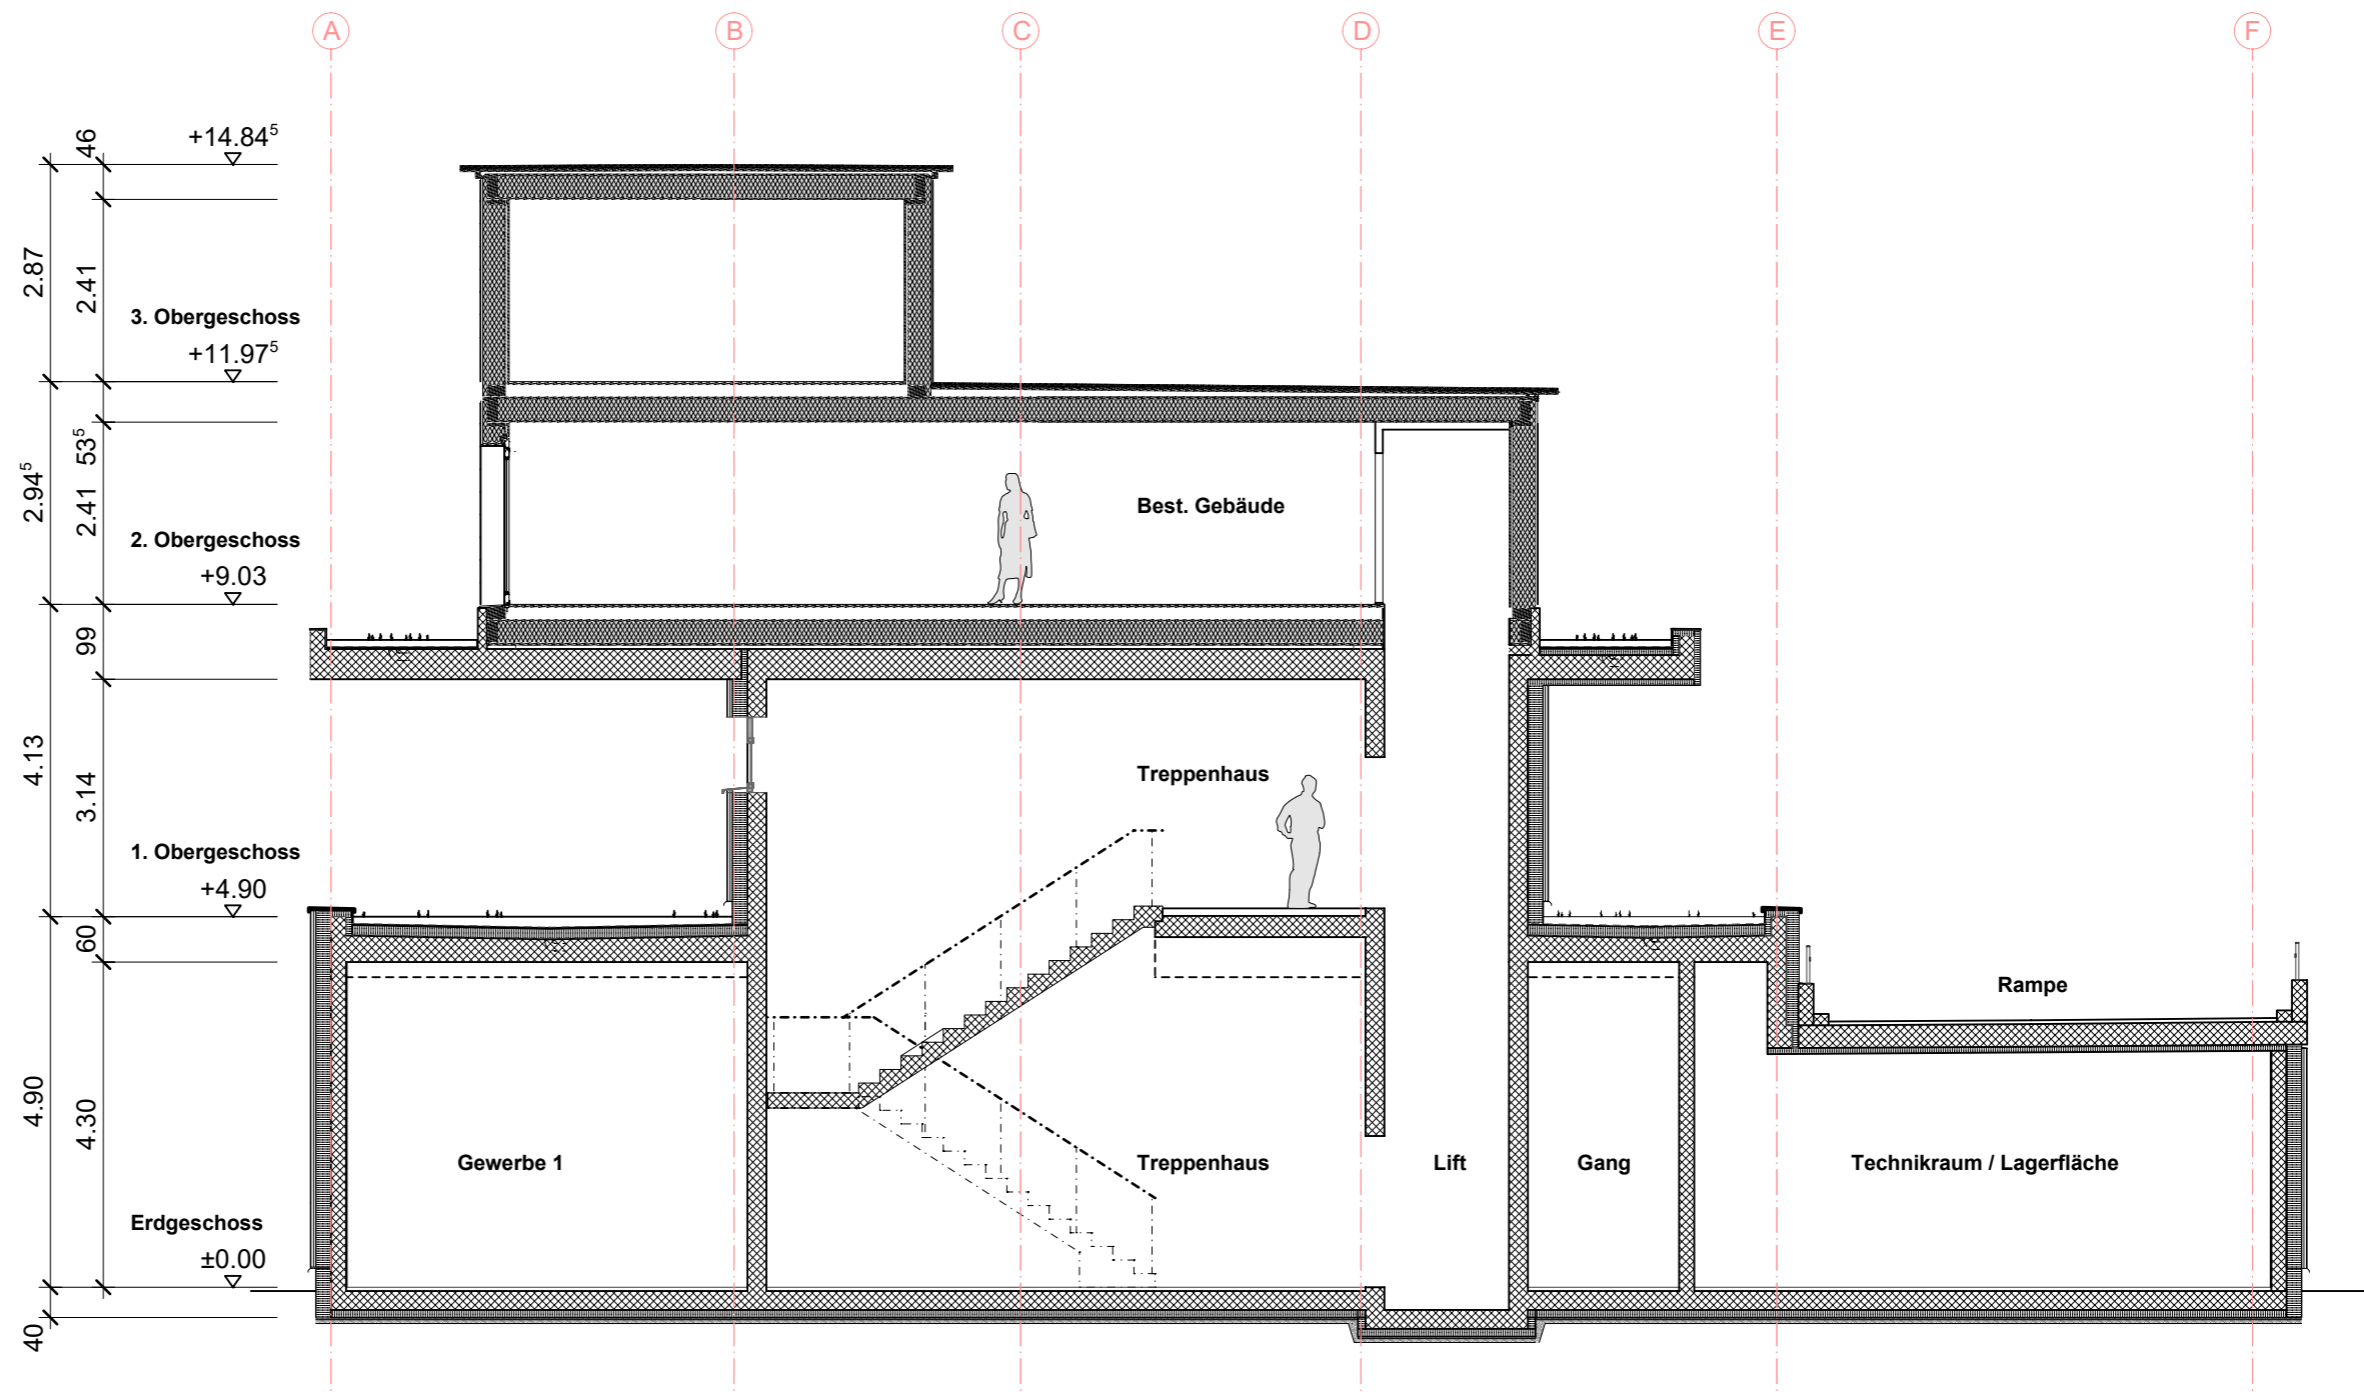 A B C D E F
46
+14.84⁵
2.87
2.41
3. Obergeschoss
+11.97⁵
53⁵
2.94⁵
2.41
Best. Gebäude
2. Obergeschoss
+9.03
99
4.13
3.14
Treppenhaus
1. Obergeschoss
+4.90
60
Rampe
4.90
4.30
Gewerbe 1 Treppenhaus Lift Gang Technikraum / Lagerfläche
Erdgeschoss
±0.00
40